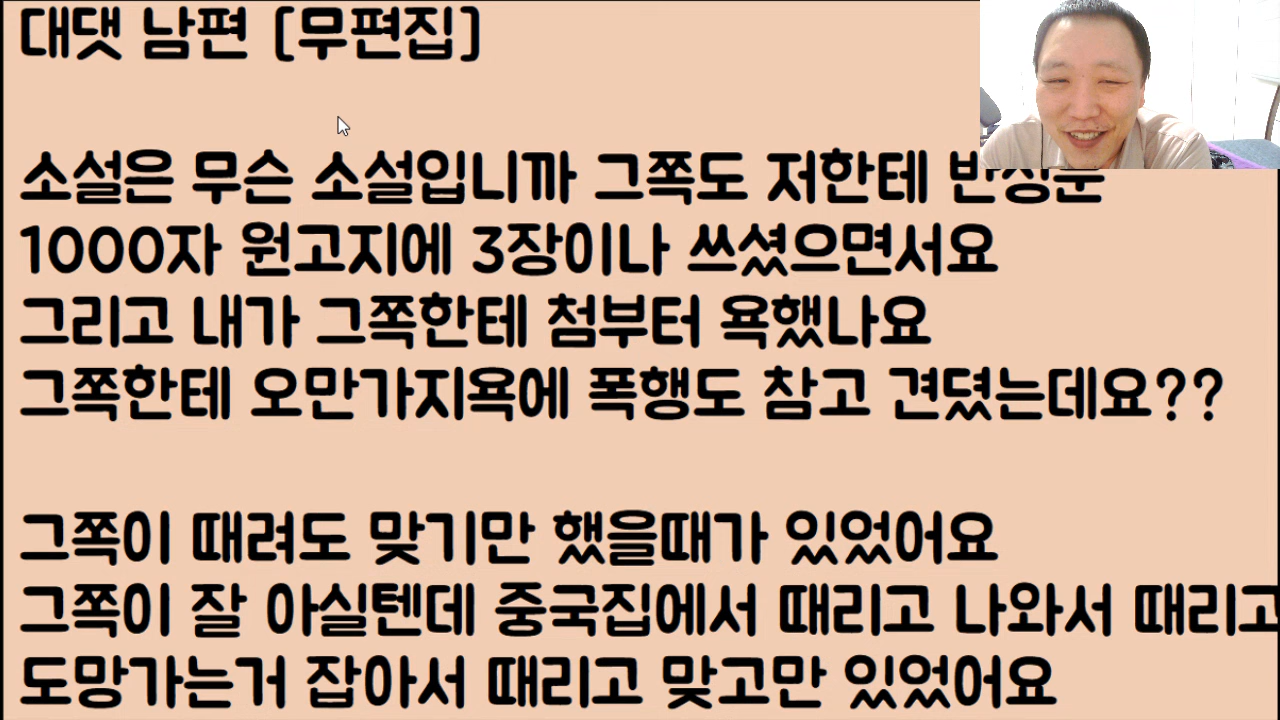 대댓 남편 [무편집]
소설은 무슨 소설입니까 그쪽도 저한테
1000자 원고지에 3장이나 쓰셨으면서요
그리고 내가 그쪽한테 첨부터 욕했나요
그쪽한테 오만가지욕에 폭행도 참고 견뎠는데요??
그쪽이 때려도 맞기만 했을때가 있었어요
그쪽이 잘 아실텐데 중국집에서 때리고 나와서 때리고
도망가는거 잡아서 때리고 맞고만 있었어요